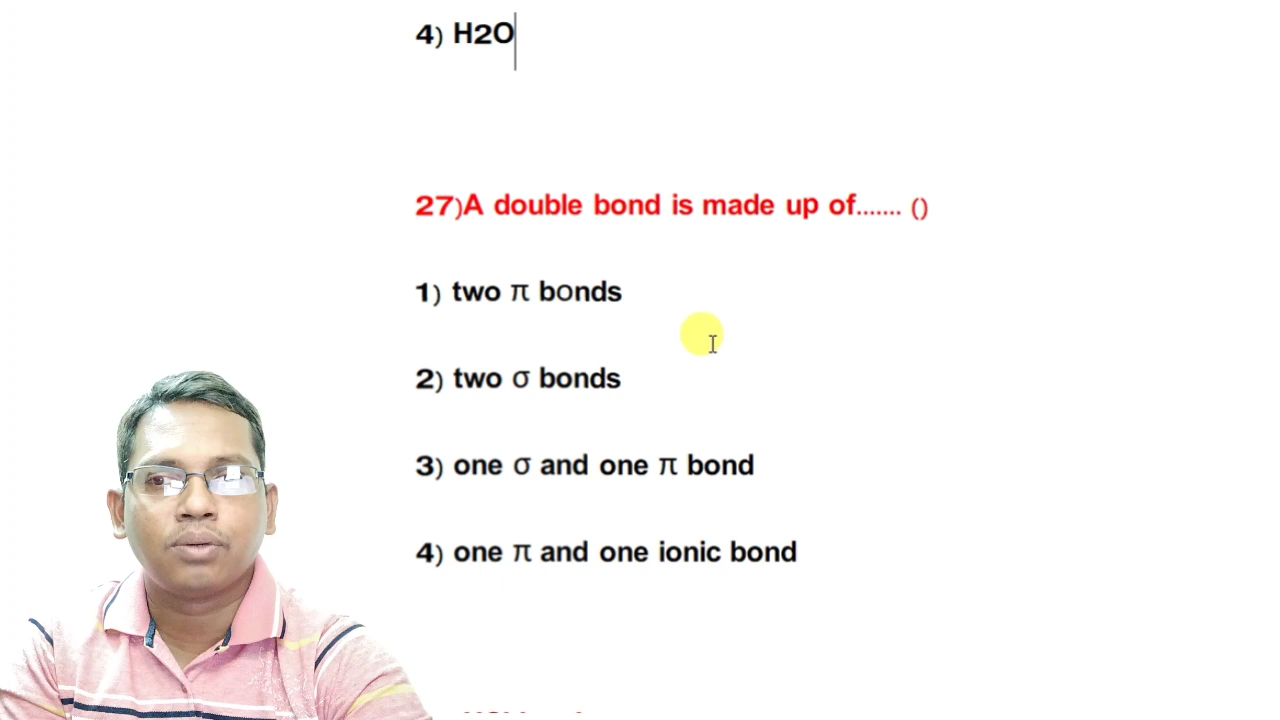 4) H2O
27)A double bond is made up of....... ()
1) two π bonds
2) two σ bonds
3) one σ and one π bond
4) one π and one ionic bond